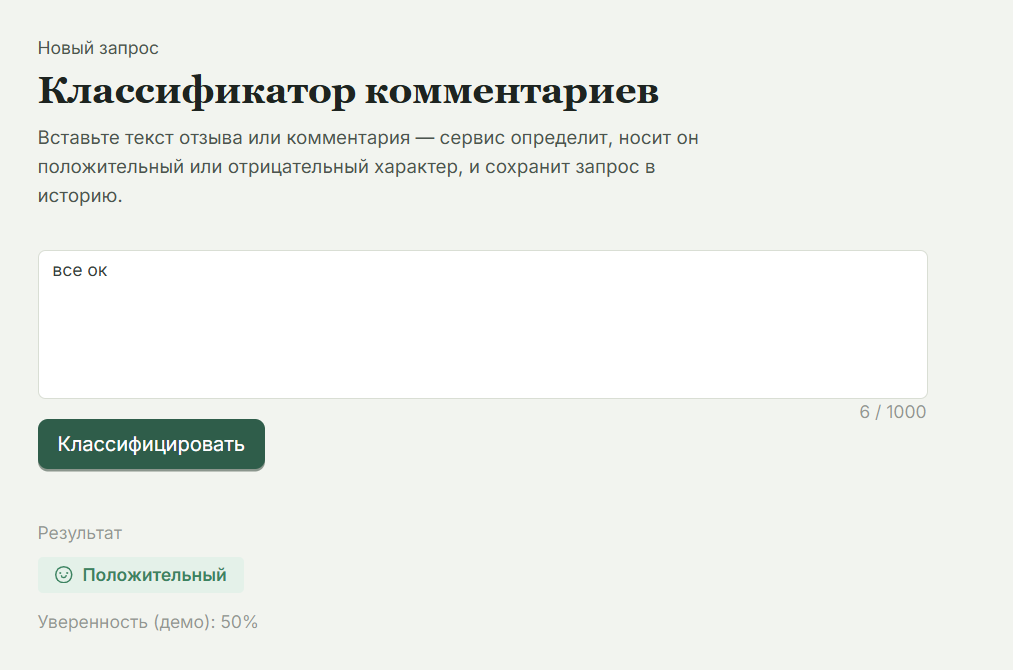 Новый запрос
Классификатор комментариев
Вставьте текст отзыва или комментария — сервис определит, носит он
положительный или отрицательный характер, и сохранит запрос в
историю.
все ок
6 / 1000
Классифицировать
Результат
Положительный
Уверенность (демо): 50%